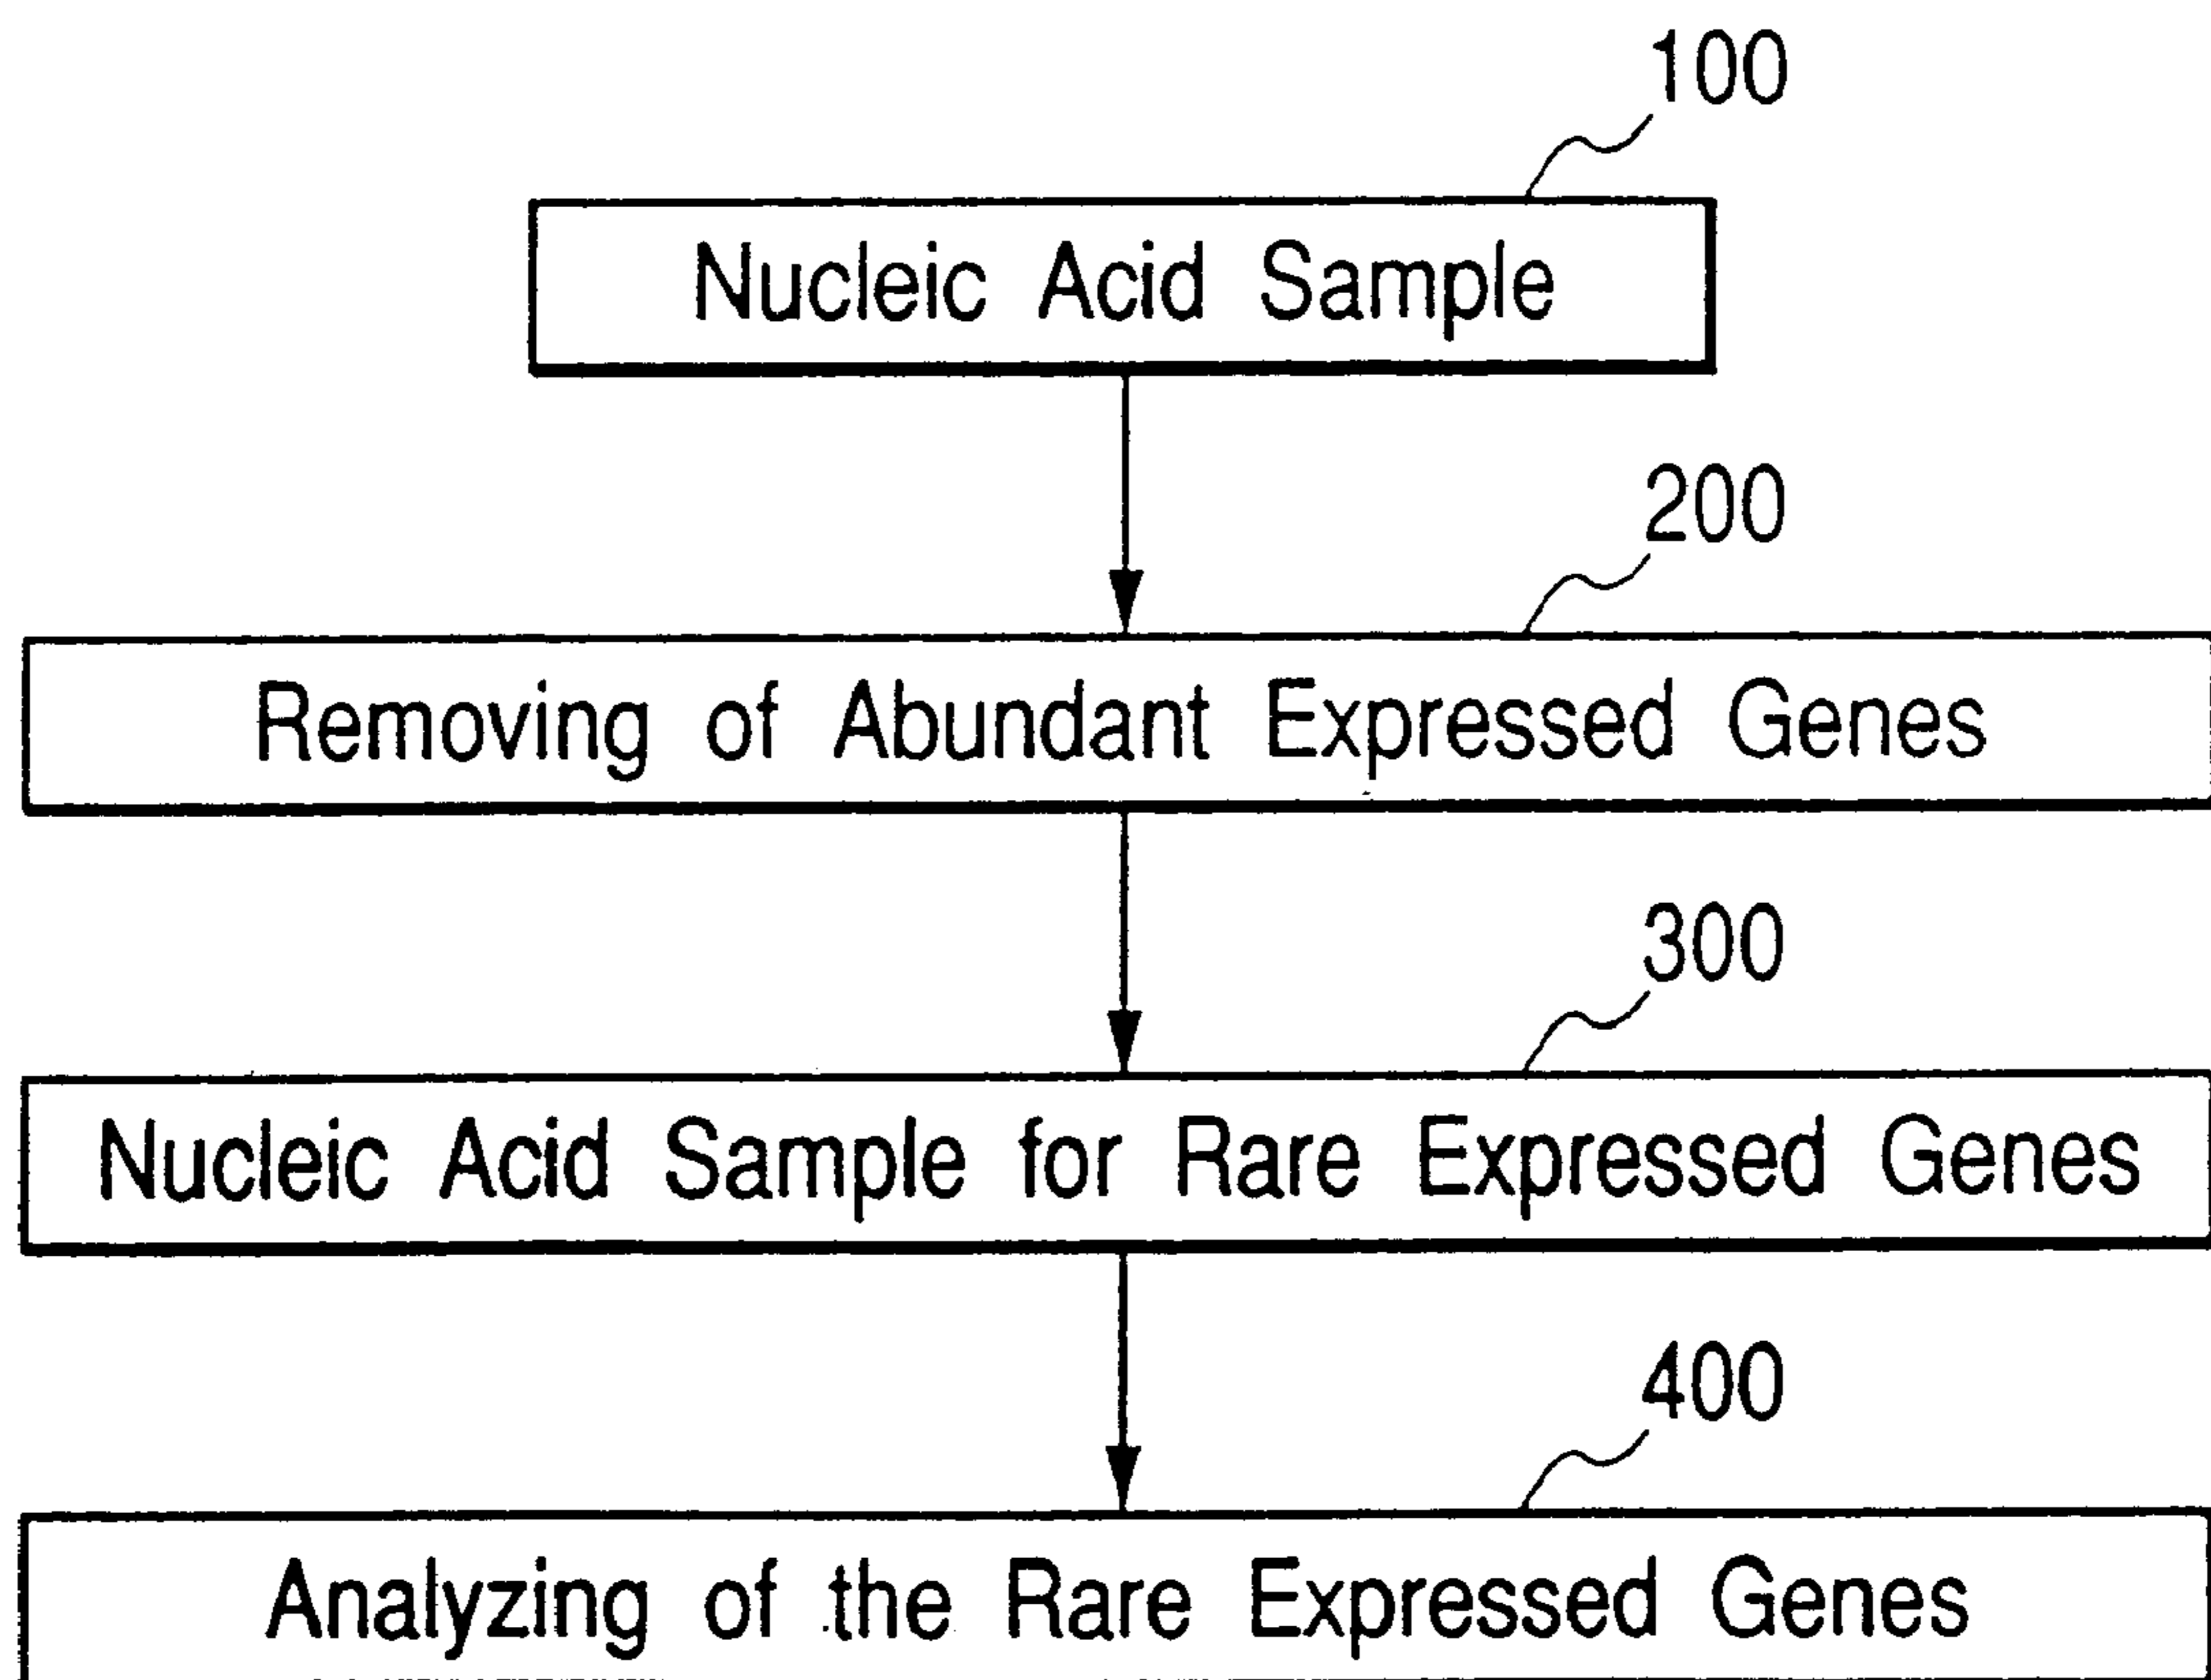 100
Nucleic Acid Sample
200
Removing of Abundant Expressed Genes
300
Nucleic Acid Sample for Rare Expressed Genes
400
Analyzing of the Rare Expressed Genes